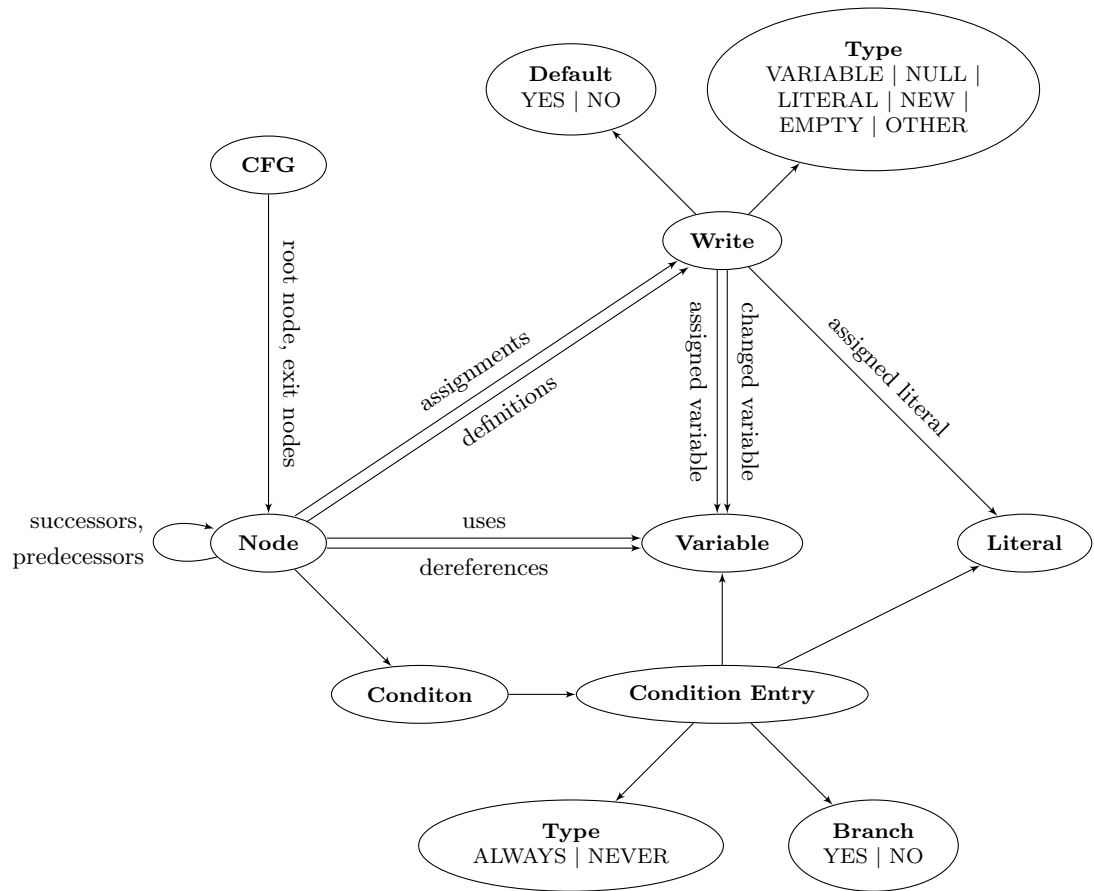 Default
YES | NO
Type
VARIABLE | NULL |
LITERAL | NEW |
EMPTY | OTHER
CFG
Write
root node, exit nodes
assignments
definitions
assigned variable
changed variable
assigned literal
successors,
predecessors
Node
uses
dereferences
Variable
Literal
Conditon
Condition Entry
Type
ALWAYS | NEVER
Branch
YES | NO